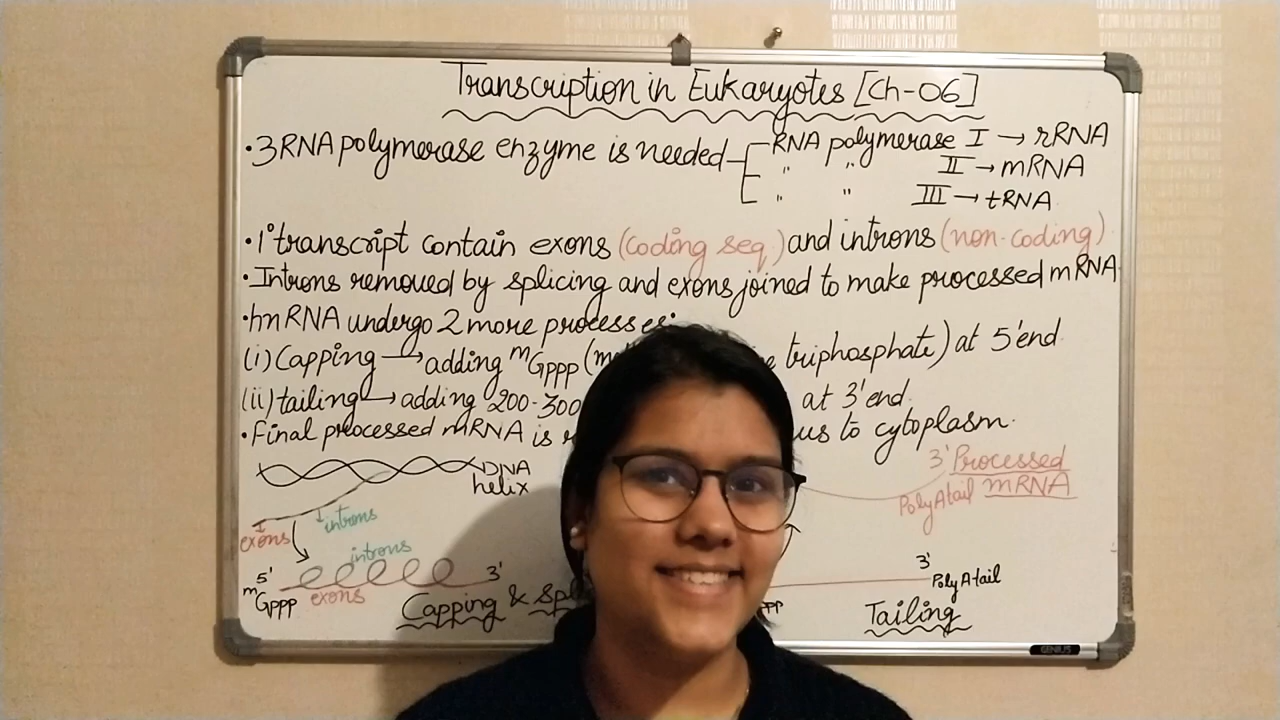 Transcription in Eukaryotes [Ch-06]
• 3 RNA polymerase enzyme is needed
RNA polymerase I → rRNA
" " II → mRNA
" " III → tRNA
• 1° transcript contain exons (coding seq.) and introns (non-coding)
• Introns removed by splicing and exons joined to make processed mRNA
• hnRNA undergo 2 more processes:
(i) Capping → adding mGppp ( triphosphate) at 5' end
(ii) tailing → adding 200-300 at 3' end.
• Final processed mRNA is to cytoplasm.
DNA helix
exons
introns
introns
5' 3'
mGppp exons
Capping &
3' Processed mRNA
Poly A tail
3' Poly A tail
Tailing
GENIUS